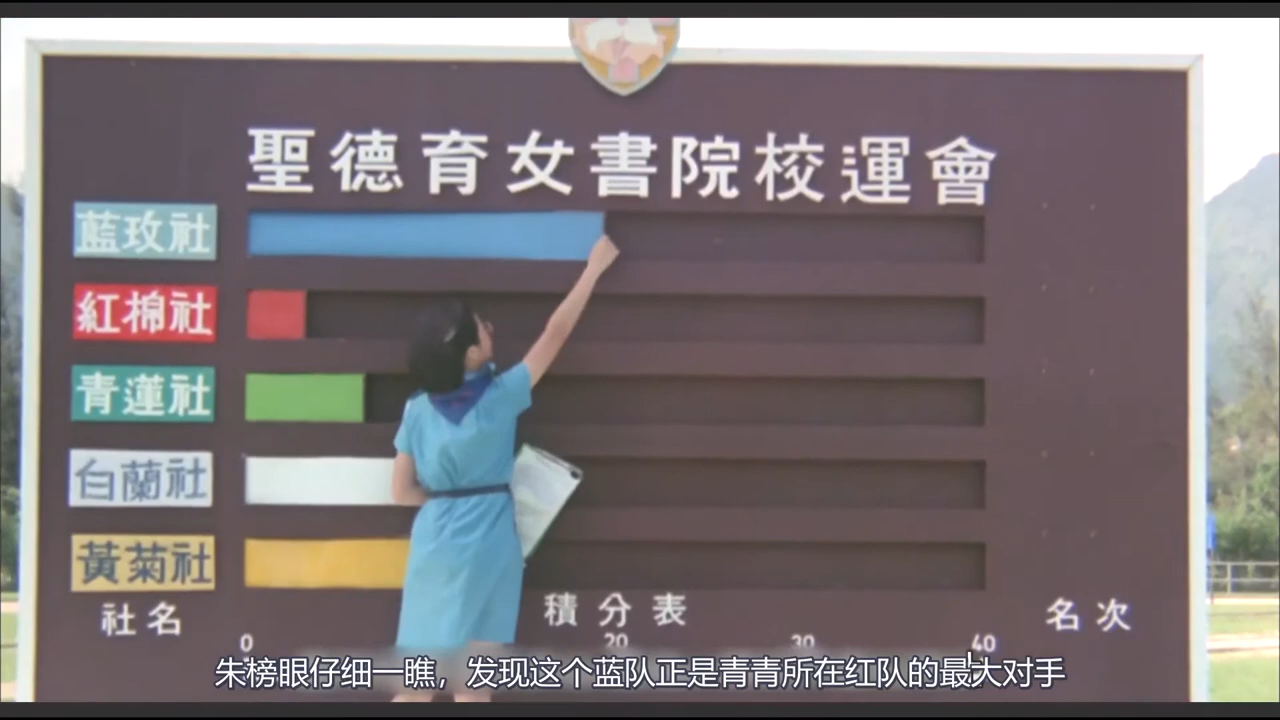 聖德育女書院校運會
藍玫社
紅棉社
青蓮社
白蘭社
黃菊社
社名 積分表 名次
0 20 30 40
朱榜眼仔细一瞧，发现这个蓝队正是青青所在红队的最大对手